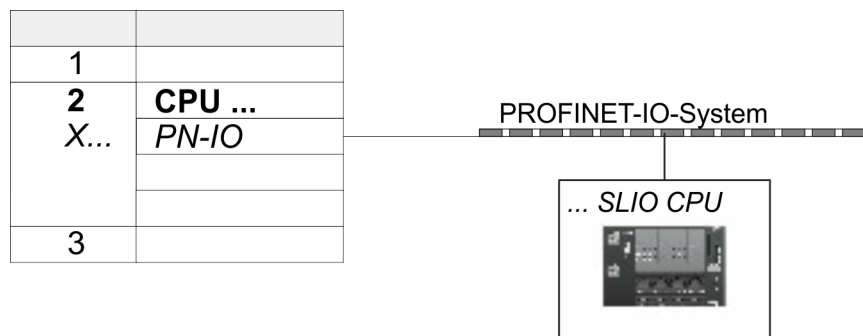 1
2 CPU ...
X... PN-IO
3
PROFINET-IO-System
... SLIO CPU